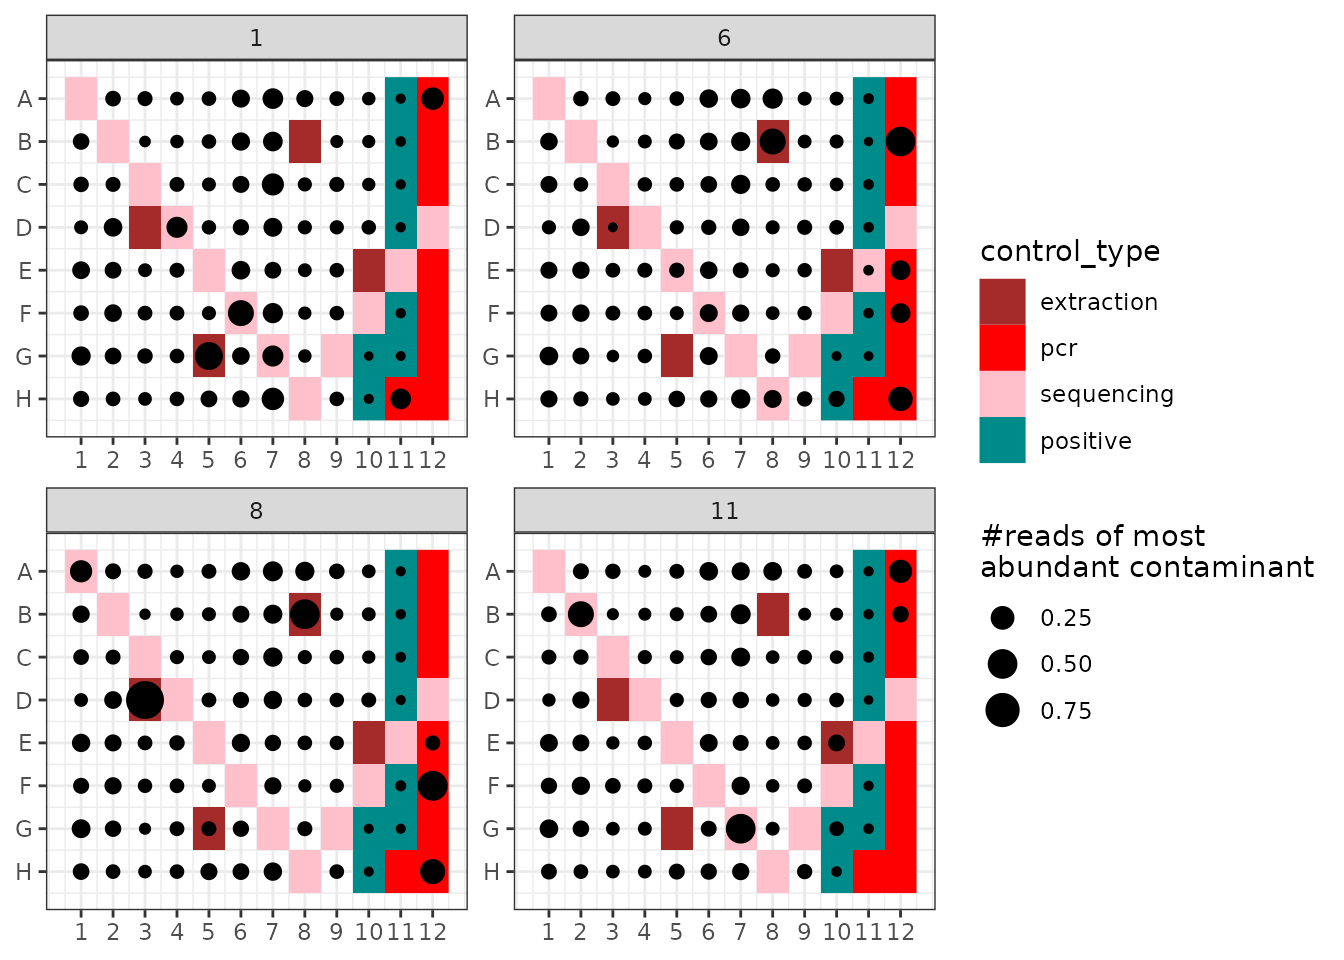 1
6
A
B
C
D
E
F
G
H
A
B
C
D
E
F
G
H
1 2 3 4 5 6 7 8 9 10 11 12
1 2 3 4 5 6 7 8 9 10 11 12
8
11
A
B
C
D
E
F
G
H
A
B
C
D
E
F
G
H
1 2 3 4 5 6 7 8 9 10 11 12
1 2 3 4 5 6 7 8 9 10 11 12
control_type
extraction
pcr
sequencing
positive
#reads of most
abundant contaminant
0.25
0.50
0.75